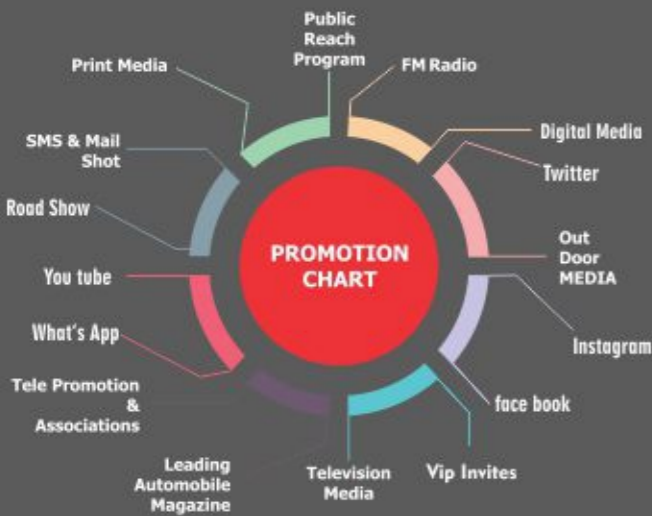 Public
Reach
Program
FM Radio
Digital Media
Twitter
Out
Door
MEDIA
Instagram
face book
Vip Invites
Television
Media
Leading
Automobile
Magazine
Tele Promotion
&
Associations
What's App
You tube
Road Show
SMS & Mail
Shot
Print Media
PROMOTION
CHART